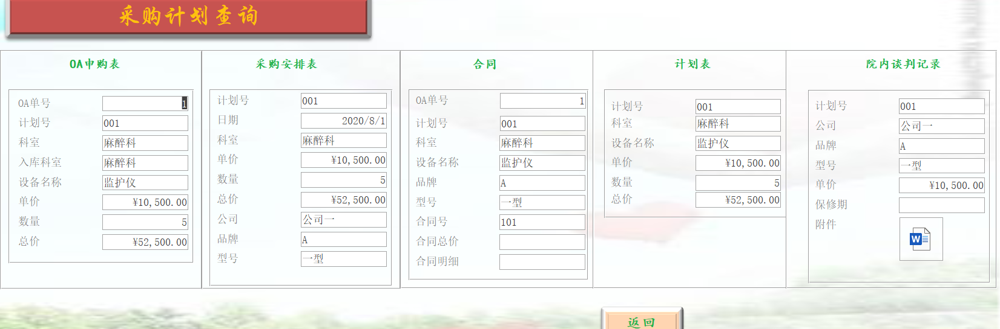 采购计划查询
OA申购表
OA单号 1
计划号 001
科室 麻醉科
入库科室 麻醉科
设备名称 监护仪
单价 ¥10,500.00
数量 5
总价 ¥52,500.00
采购安排表
计划号 001
日期 2020/8/1
科室 麻醉科
单价 ¥10,500.00
数量 5
总价 ¥52,500.00
公司 公司一
品牌 A
型号 一型
合同
OA单号 1
计划号 001
科室 麻醉科
设备名称 监护仪
品牌 A
型号 一型
合同号 101
合同总价
合同明细
计划表
计划号 001
科室 麻醉科
设备名称 监护仪
单价 ¥10,500.00
数量 5
总价 ¥52,500.00
院内谈判记录
计划号 001
公司 公司一
品牌 A
型号 一型
单价 ¥10,500.00
保修期
附件
W
返回